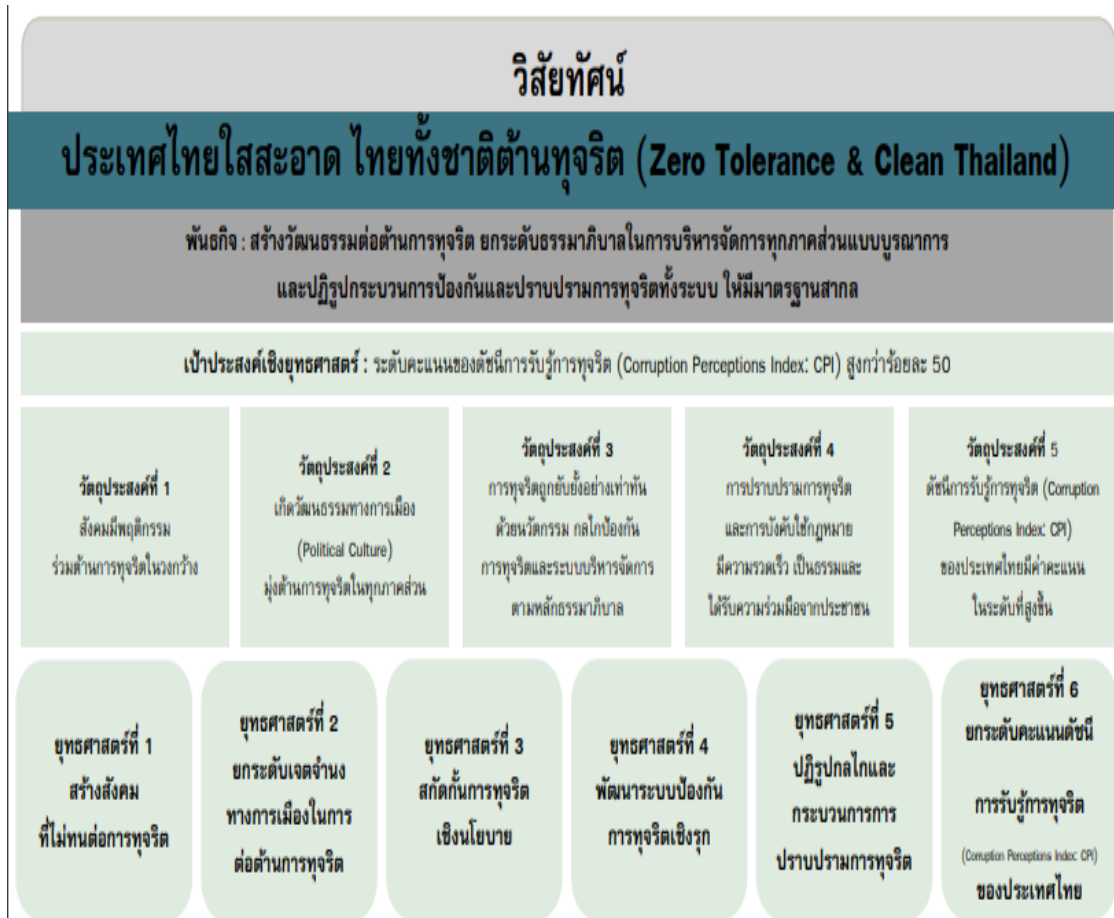 วิสัยทัศน์
ประเทศไทยใสสะอาด ไทยทั้งชาติต้านทุจริต (Zero Tolerance & Clean Thailand)
พันธกิจ : สร้างวัฒนธรรมต่อต้านการทุจริต ยกระดับธรรมาภิบาลในการบริหารจัดการทุกภาคส่วนแบบบูรณาการ
และปฏิรูปกระบวนการป้องกันและปราบปรามการทุจริตทั้งระบบ ให้มีมาตรฐานสากล
เป้าประสงค์เชิงยุทธศาสตร์ : ระดับคะแนนของดัชนีการรับรู้การทุจริต (Corruption Perceptions Index: CPI) สูงกว่าร้อยละ 50
วัตถุประสงค์ที่ 1
สังคมมีพฤติกรรม
ร่วมต้านการทุจริตในวงกว้าง
วัตถุประสงค์ที่ 2
เกิดวัฒนธรรมทางการเมือง
(Political Culture)
มุ่งต้านการทุจริตในทุกภาคส่วน
วัตถุประสงค์ที่ 3
การทุจริตถูกยับยั้งอย่างเท่าทัน
ด้วยนวัตกรรม กลไกป้องกัน
การทุจริตและระบบบริหารจัดการ
ตามหลักธรรมาภิบาล
วัตถุประสงค์ที่ 4
การปราบปรามการทุจริต
และการบังคับใช้กฎหมาย
มีความรวดเร็ว เป็นธรรมและ
ได้รับความร่วมมือจากประชาชน
วัตถุประสงค์ที่ 5
ดัชนีการรับรู้การทุจริต (Corruption
Perceptions Index: CPI)
ของประเทศไทยมีค่าคะแนน
ในระดับที่สูงขึ้น
ยุทธศาสตร์ที่ 1
สร้างสังคม
ที่ไม่ทนต่อการทุจริต
ยุทธศาสตร์ที่ 2
ยกระดับเจตจำนง
ทางการเมืองในการ
ต่อต้านการทุจริต
ยุทธศาสตร์ที่ 3
สกัดกั้นการทุจริต
เชิงนโยบาย
ยุทธศาสตร์ที่ 4
พัฒนาระบบป้องกัน
การทุจริตเชิงรุก
ยุทธศาสตร์ที่ 5
ปฏิรูปกลไกและ
กระบวนการการ
ปราบปรามการทุจริต
ยุทธศาสตร์ที่ 6
ยกระดับคะแนนดัชนี
การรับรู้การทุจริต
(Corruption Perceptions Index: CPI)
ของประเทศไทย